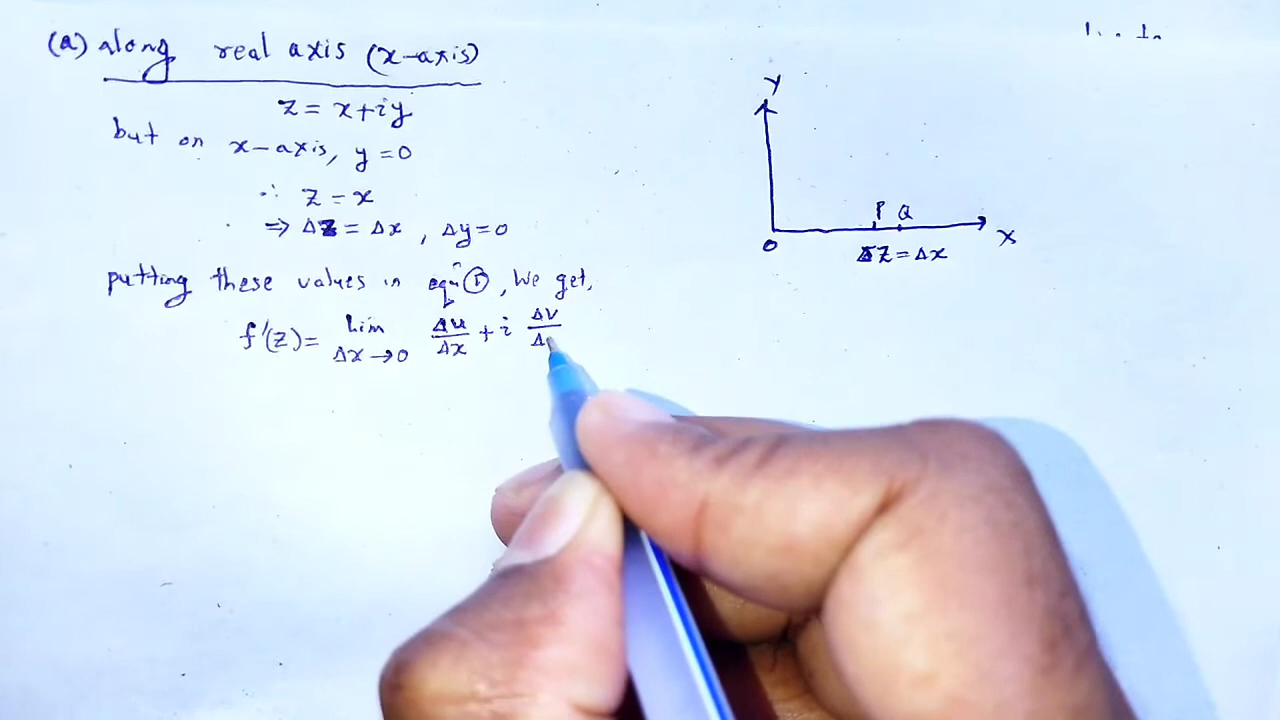 (a) along real axis (x-axis)
z = x+iy
but on x-axis, y=0
∴ z = x
⇒ Δz = Δx , Δy=0
putting these values in eqn ①, We get,
f'(z) = lim Δx→0 Δu/Δx + i Δv/Δ
Y
P Q
O
X
Δz = Δx